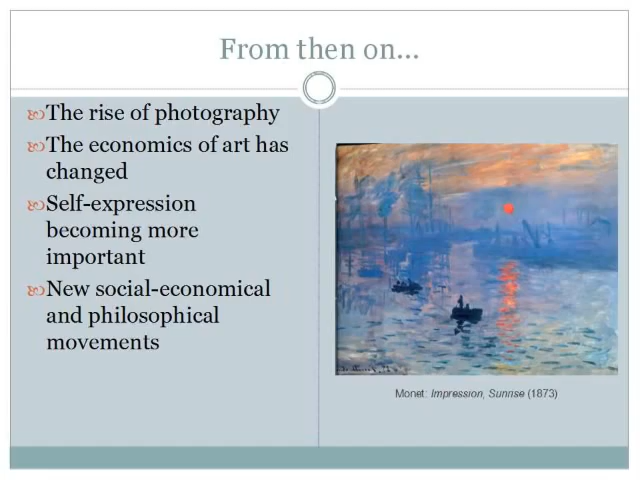 From then on...
The rise of photography
The economics of art has
changed
Self-expression
becoming more
important
New social-economical
and philosophical
movements
Monet: Impression, Sunrise (1873)